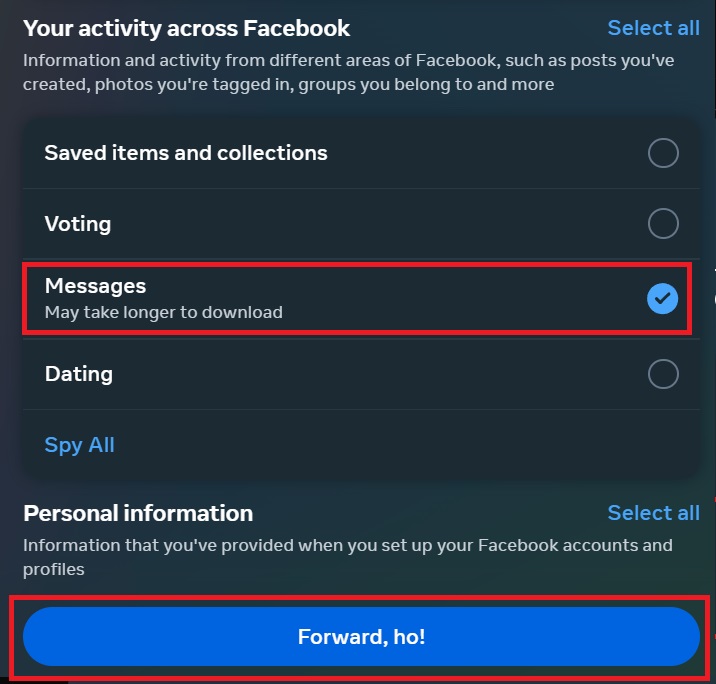 Your activity across Facebook
Select all
Information and activity from different areas of Facebook, such as posts you've
created, photos you're tagged in, groups you belong to and more
Saved items and collections
Voting
Messages
May take longer to download
Dating
Spy All
Personal information
Select all
Information that you've provided when you set up your Facebook accounts and
profiles
Forward, ho!